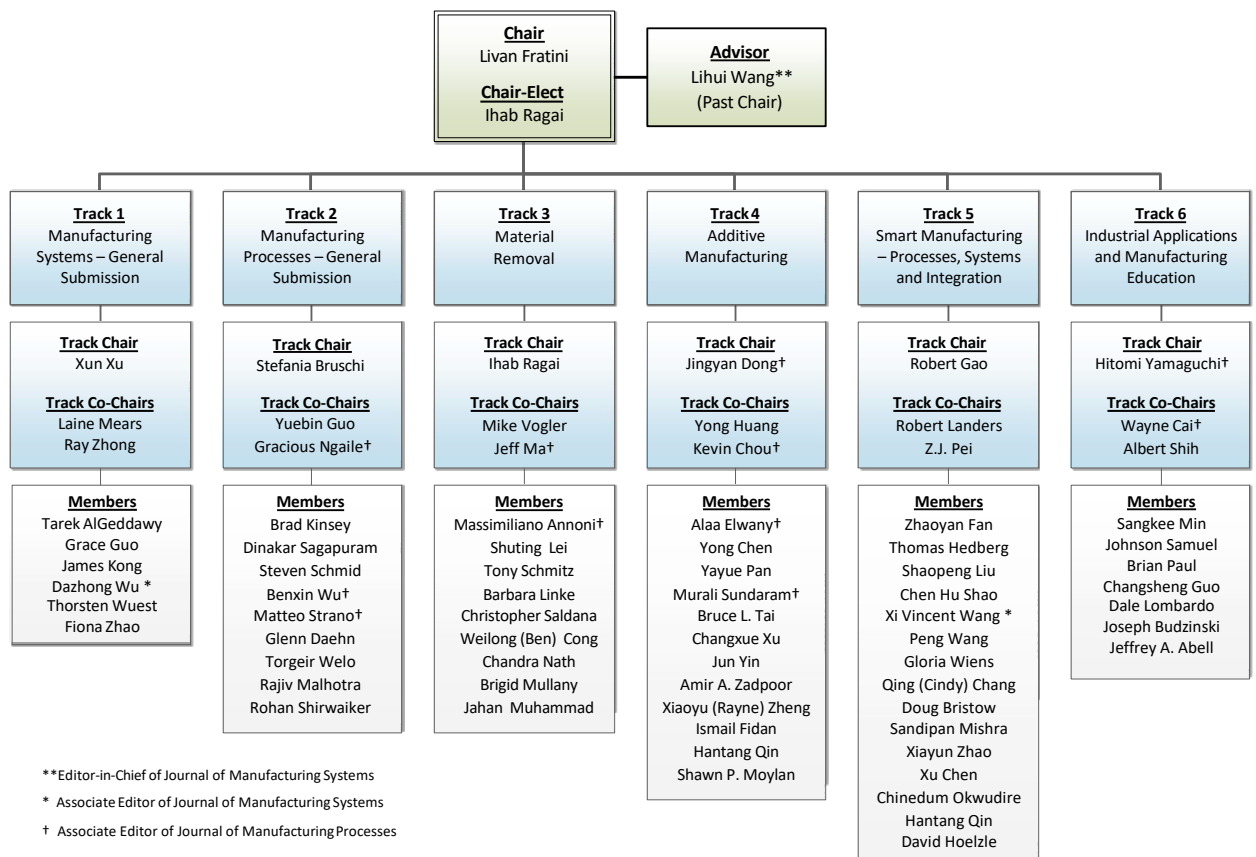 Chair
Livan Fratini
Chair-Elect
Ihab Ragai
Advisor
Lihui Wang**
(Past Chair)
Track 1
Manufacturing
Systems – General
Submission
Track Chair
Xun Xu
Track Co-Chairs
Laine Mears
Ray Zhong
Members
Tarek AlGeddawy
Grace Guo
James Kong
Dazhong Wu *
Thorsten Wuest
Fiona Zhao
Track 2
Manufacturing
Processes – General
Submission
Track Chair
Stefania Bruschi
Track Co-Chairs
Yuebin Guo
Gracious Ngaile†
Members
Brad Kinsey
Dinakar Sagapuram
Steven Schmid
Benxin Wu†
Matteo Strano†
Glenn Daehn
Torgeir Welo
Rajiv Malhotra
Rohan Shirwaiker
Track 3
Material
Removal
Track Chair
Ihab Ragai
Track Co-Chairs
Mike Vogler
Jeff Ma†
Members
Massimiliano Annoni†
Shuting Lei
Tony Schmitz
Barbara Linke
Christopher Saldana
Weilong (Ben) Cong
Chandra Nath
Brigid Mullany
Jahan Muhammad
Track 4
Additive
Manufacturing
Track Chair
Jingyan Dong†
Track Co-Chairs
Yong Huang
Kevin Chou†
Members
Alaa Elwany†
Yong Chen
Yayue Pan
Murali Sundaram†
Bruce L. Tai
Changxue Xu
Jun Yin
Amir A. Zadpoor
Xiaoyu (Rayne) Zheng
Ismail Fidan
Hantang Qin
Shawn P. Moylan
Track 5
Smart Manufacturing
– Processes, Systems
and Integration
Track Chair
Robert Gao
Track Co-Chairs
Robert Landers
Z.J. Pei
Members
Zhaoyan Fan
Thomas Hedberg
Shaopeng Liu
Chen Hu Shao
Xi Vincent Wang *
Peng Wang
Gloria Wiens
Qing (Cindy) Chang
Doug Bristow
Sandipan Mishra
Xiayun Zhao
Xu Chen
Chinedum Okwudire
Hantang Qin
David Hoelzle
Track 6
Industrial Applications
and Manufacturing
Education
Track Chair
Hitomi Yamaguchi†
Track Co-Chairs
Wayne Cai†
Albert Shih
Members
Sangkee Min
Johnson Samuel
Brian Paul
Changsheng Guo
Dale Lombardo
Joseph Budzinski
Jeffrey A. Abell
**Editor-in-Chief of Journal of Manufacturing Systems
* Associate Editor of Journal of Manufacturing Systems
† Associate Editor of Journal of Manufacturing Processes